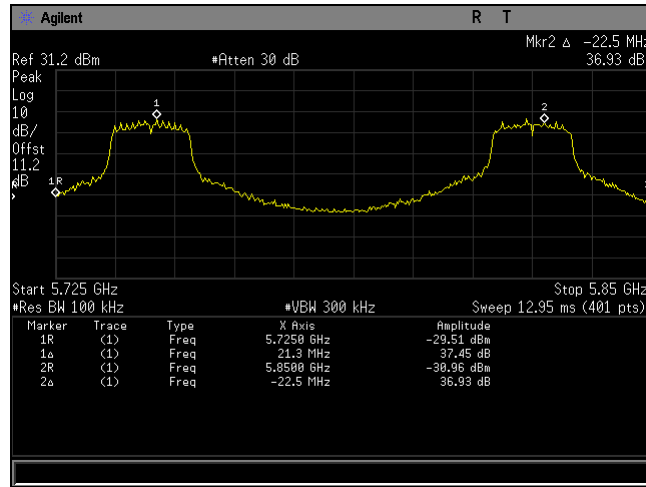 Agilent R T
Mkr2 Δ -22.5 MHz
Ref 31.2 dBm #Atten 30 dB 36.93 dB
Peak
Log
10
dB/
Offst
11.2
dB
1R
1
2
Start 5.725 GHz Stop 5.85 GHz
#Res BW 100 kHz #VBW 300 kHz Sweep 12.95 ms (401 pts)
Marker Trace Type X Axis Amplitude
1R (1) Freq 5.7250 GHz -29.51 dBm
1Δ (1) Freq 21.3 MHz 37.45 dB
2R (1) Freq 5.8500 GHz -30.96 dBm
2Δ (1) Freq -22.5 MHz 36.93 dB